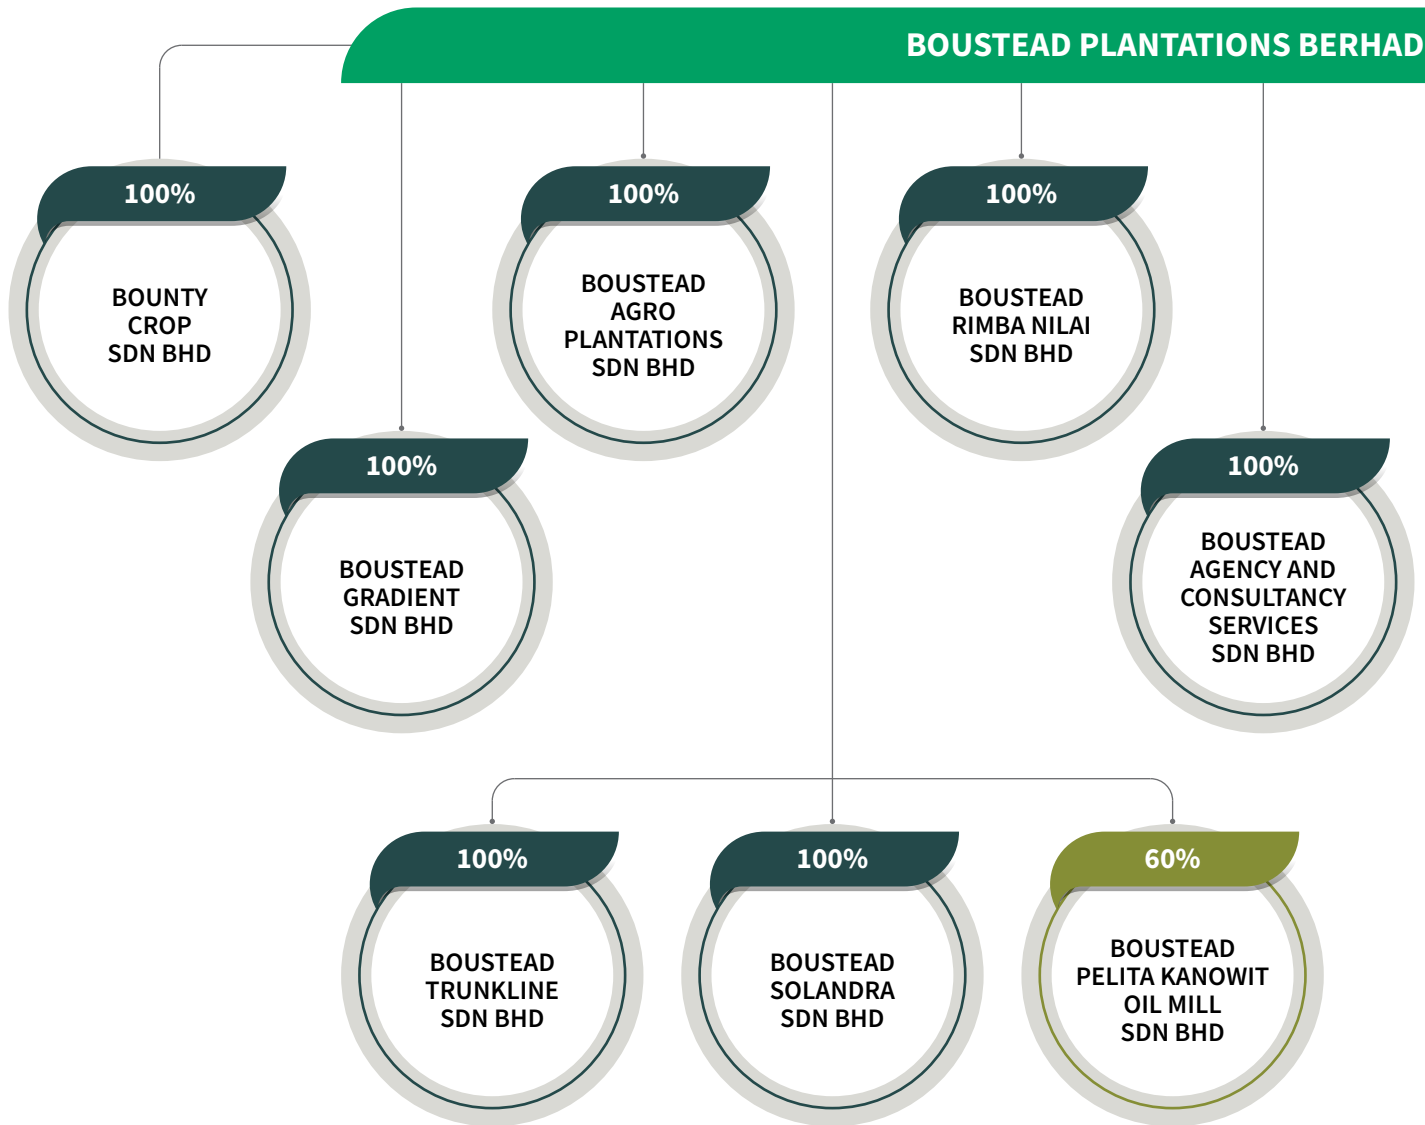 BOUSTEAD PLANTATIONS BERHAD
100%
BOUNTY
CROP
SDN BHD
100%
BOUSTEAD
AGRO
PLANTATIONS
SDN BHD
100%
BOUSTEAD
RIMBA NILAI
SDN BHD
100%
BOUSTEAD
GRADIENT
SDN BHD
100%
BOUSTEAD
AGENCY AND
CONSULTANCY
SERVICES
SDN BHD
100%
BOUSTEAD
TRUNKLINE
SDN BHD
100%
BOUSTEAD
SOLANDRA
SDN BHD
60%
BOUSTEAD
PELITA KANOWIT
OIL MILL
SDN BHD